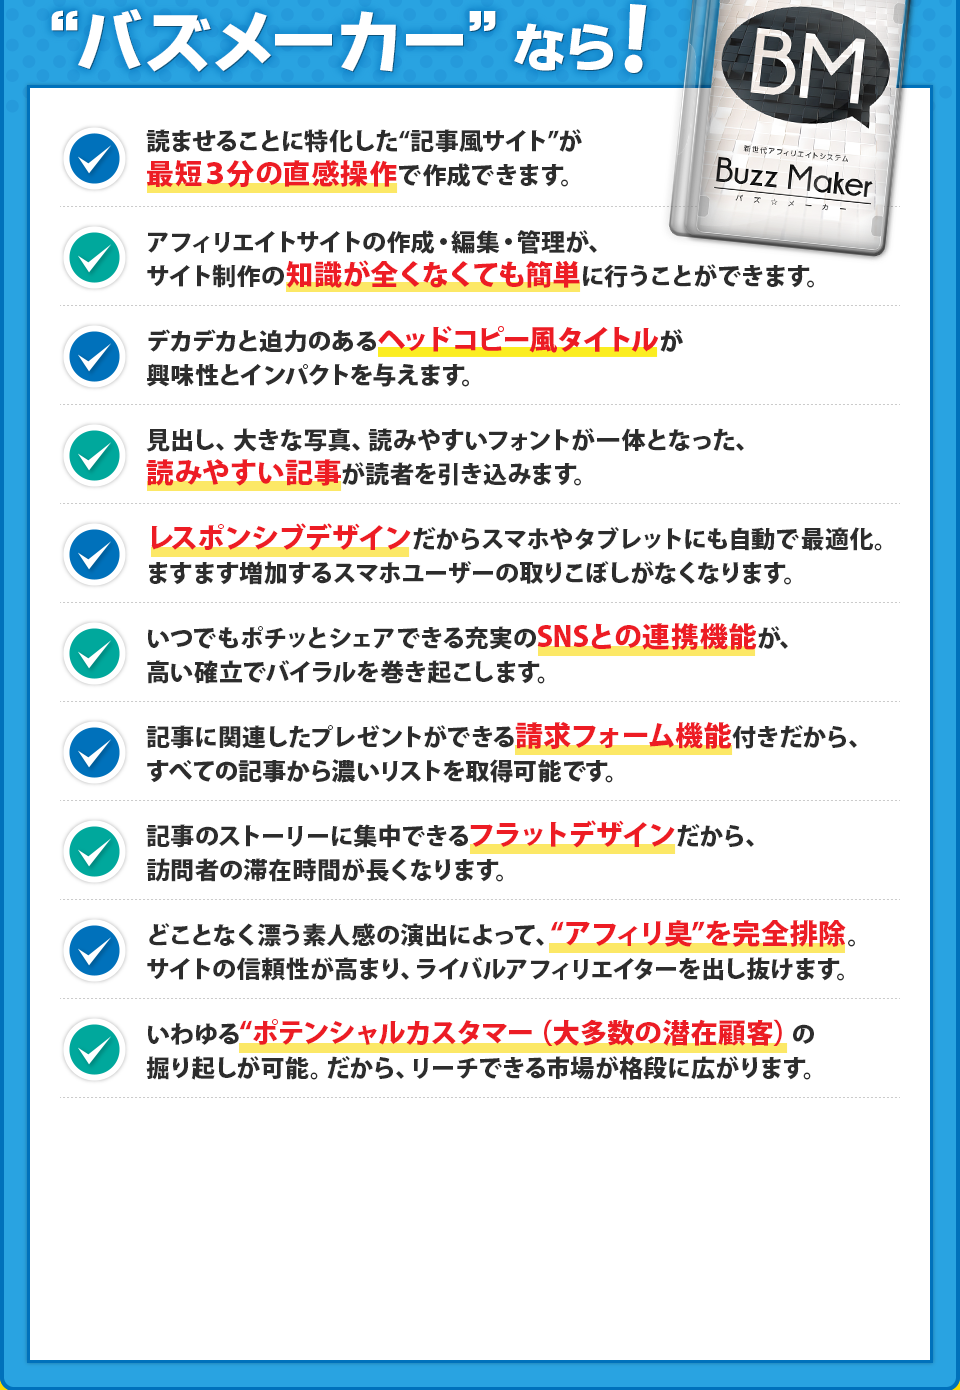 “バズメーカー”なら!
BM
新世代アフィリエイトシステム
Buzz Maker
バズ☆メーカー
読ませることに特化した“記事風サイト”が
最短3分の直感操作で作成できます。
アフィリエイトサイトの作成・編集・管理が、
サイト制作の知識が全くなくても簡単に行うことができます。
デカデカと迫力のあるヘッドコピー風タイトルが
興味性とインパクトを与えます。
見出し、大きな写真、読みやすいフォントが一体となった、
読みやすい記事が読者を引き込みます。
レスポンシブデザインだからスマホやタブレットにも自動で最適化。
ますます増加するスマホユーザーの取りこぼしがなくなります。
いつでもポチッとシェアできる充実のSNSとの連携機能が、
高い確立でバイラルを巻き起こします。
記事に関連したプレゼントができる請求フォーム機能付きだから、
すべての記事から濃いリストを取得可能です。
記事のストーリーに集中できるフラットデザインだから、
訪問者の滞在時間が長くなります。
どことなく漂う素人感の演出によって、“アフィリ臭”を完全排除。
サイトの信頼性が高まり、ライバルアフィリエイターを出し抜けます。
いわゆる“ポテンシャルカスタマー（大多数の潜在顧客）の
掘り起しが可能。だから、リーチできる市場が格段に広がります。